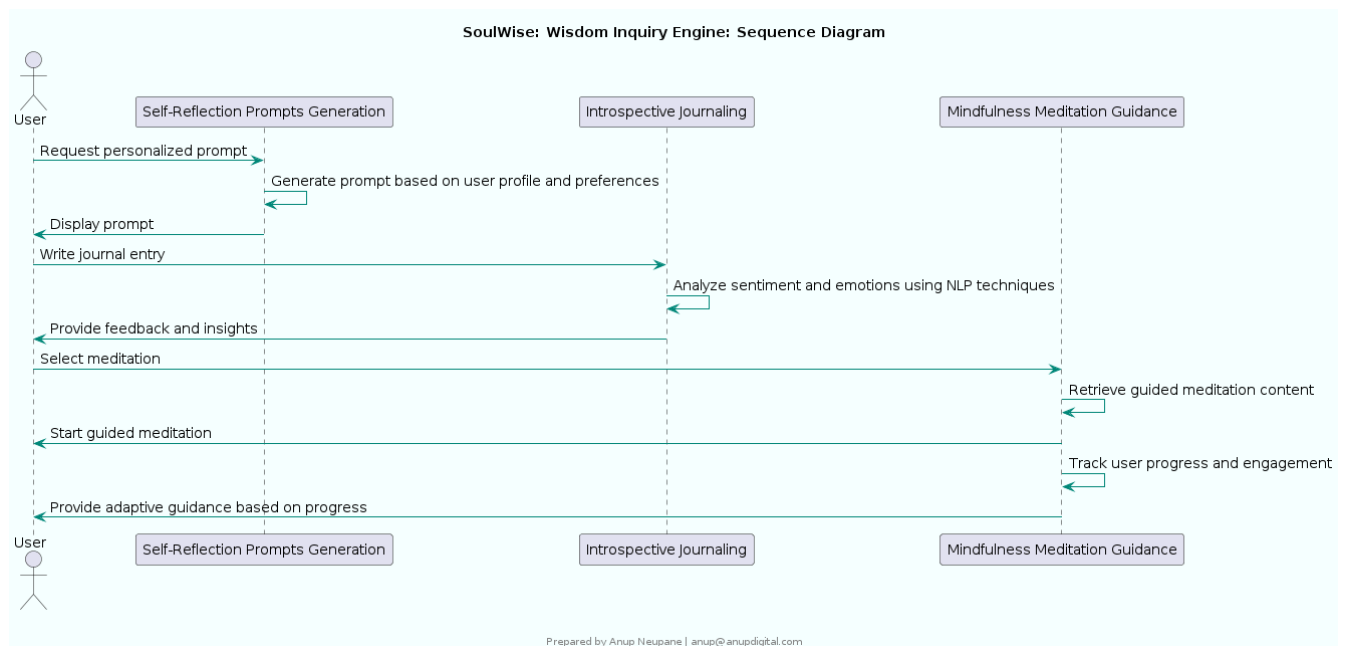 SoulWise: Wisdom Inquiry Engine: Sequence Diagram
User
Self-Reflection Prompts Generation
Introspective Journaling
Mindfulness Meditation Guidance
Request personalized prompt
Generate prompt based on user profile and preferences
Display prompt
Write journal entry
Analyze sentiment and emotions using NLP techniques
Provide feedback and insights
Select meditation
Retrieve guided meditation content
Start guided meditation
Track user progress and engagement
Provide adaptive guidance based on progress
User
Self-Reflection Prompts Generation
Introspective Journaling
Mindfulness Meditation Guidance
Prepared by Anup Neupane | anup@anupdigital.com